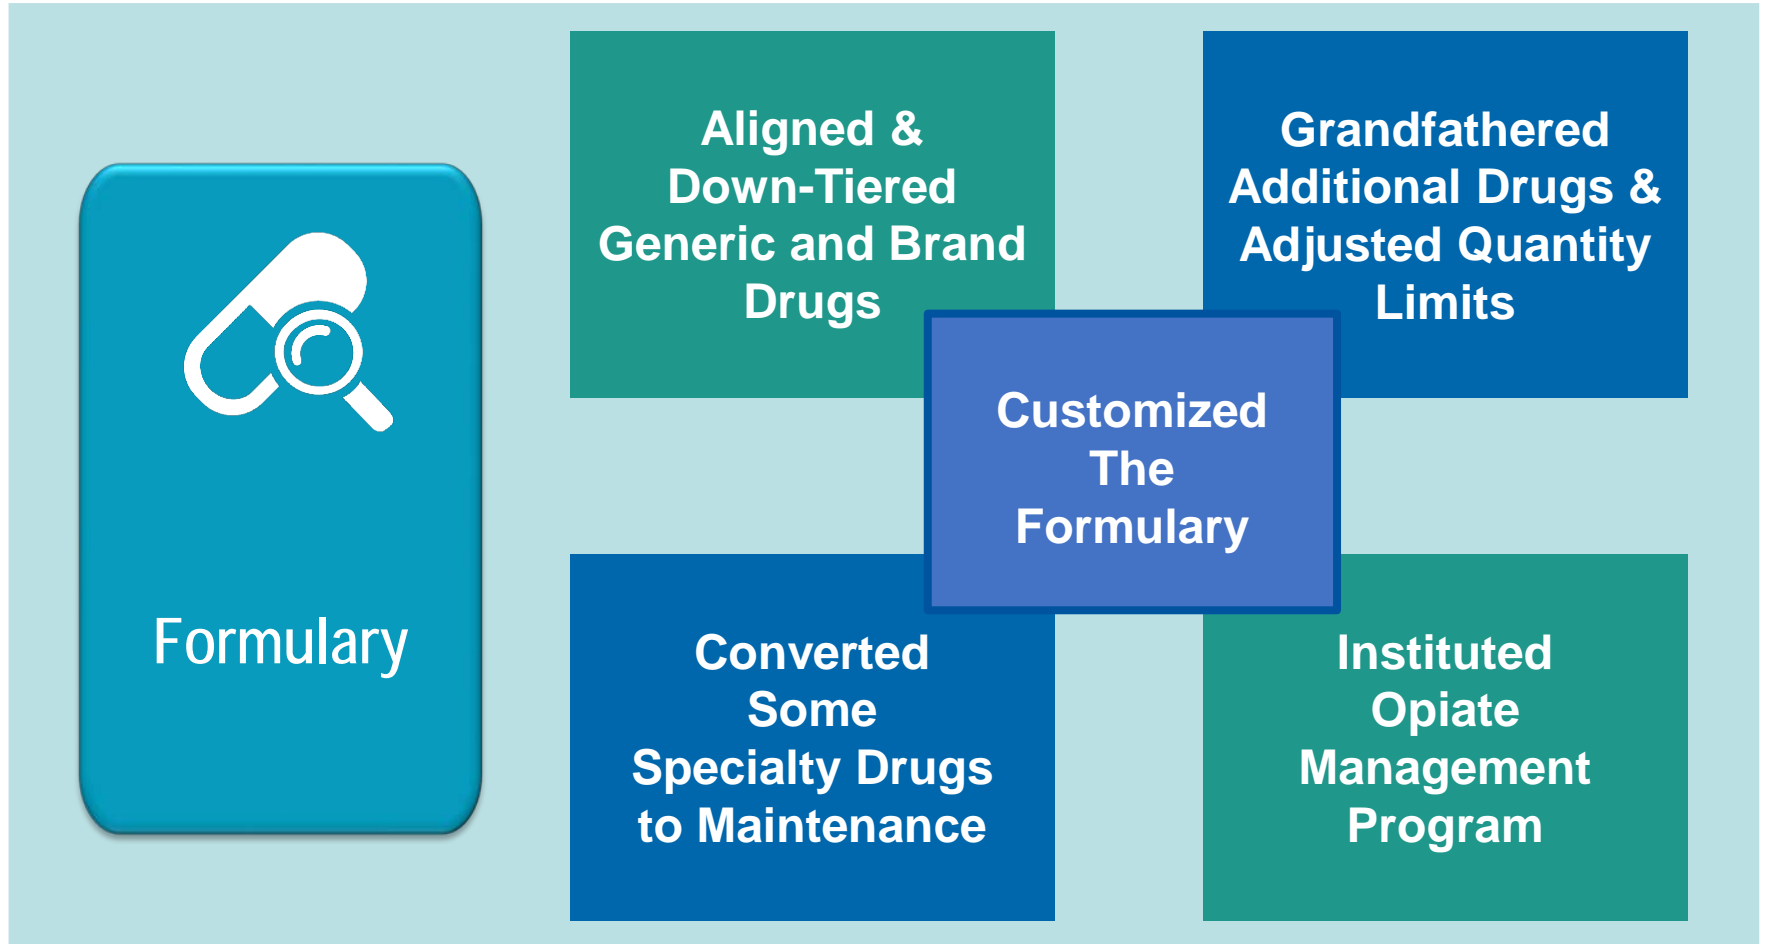 Formulary
Aligned &
Down-Tiered
Generic and Brand
Drugs
Grandfathered
Additional Drugs &
Adjusted Quantity
Limits
Customized
The
Formulary
Converted
Some
Specialty Drugs
to Maintenance
Instituted
Opiate
Management
Program